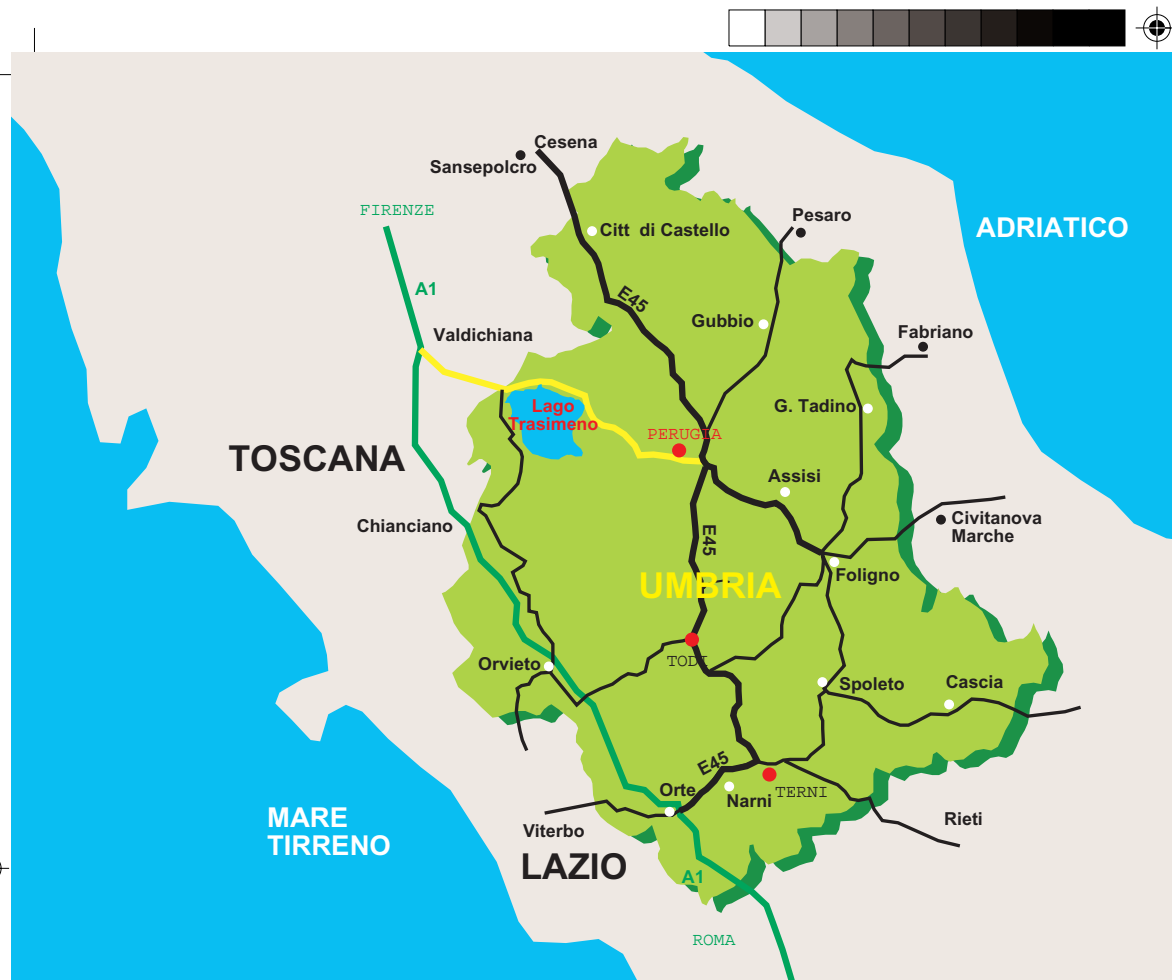 Cesena
Sansepolcro
FIRENZE
Citt di Castello
Pesaro
ADRIATICO
A1
E45
Valdichiana
Gubbio
Fabriano
Lago
Trasimeno
G. Tadino
PERUGIA
TOSCANA
Assisi
Chianciano
Civitanova
Marche
E45
Foligno
UMBRIA
TODI
Orvieto
Spoleto
Cascia
E45
Orte
Narni
TERNI
MARE
TIRRENO
Viterbo
Rieti
LAZIO
A1
ROMA